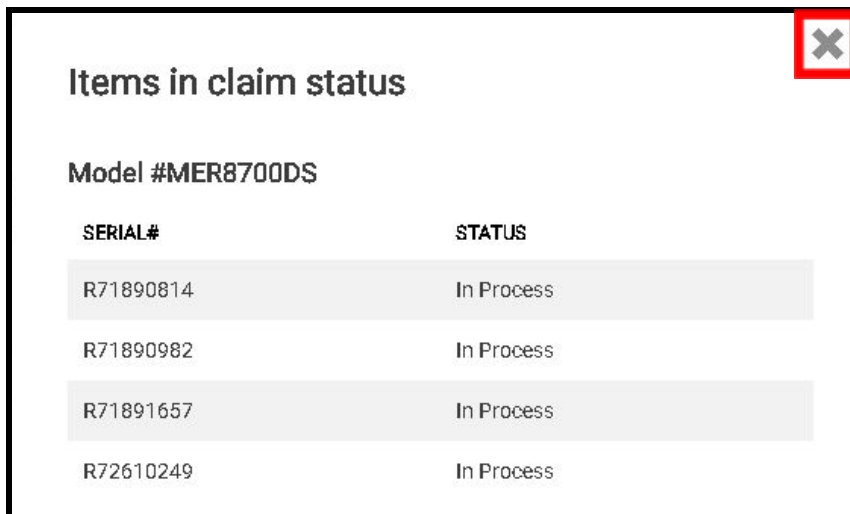 Items in claim status
Model #MER8700DS
SERIAL# STATUS
R71890814 In Process
R71890982 In Process
R71891657 In Process
R72610249 In Process